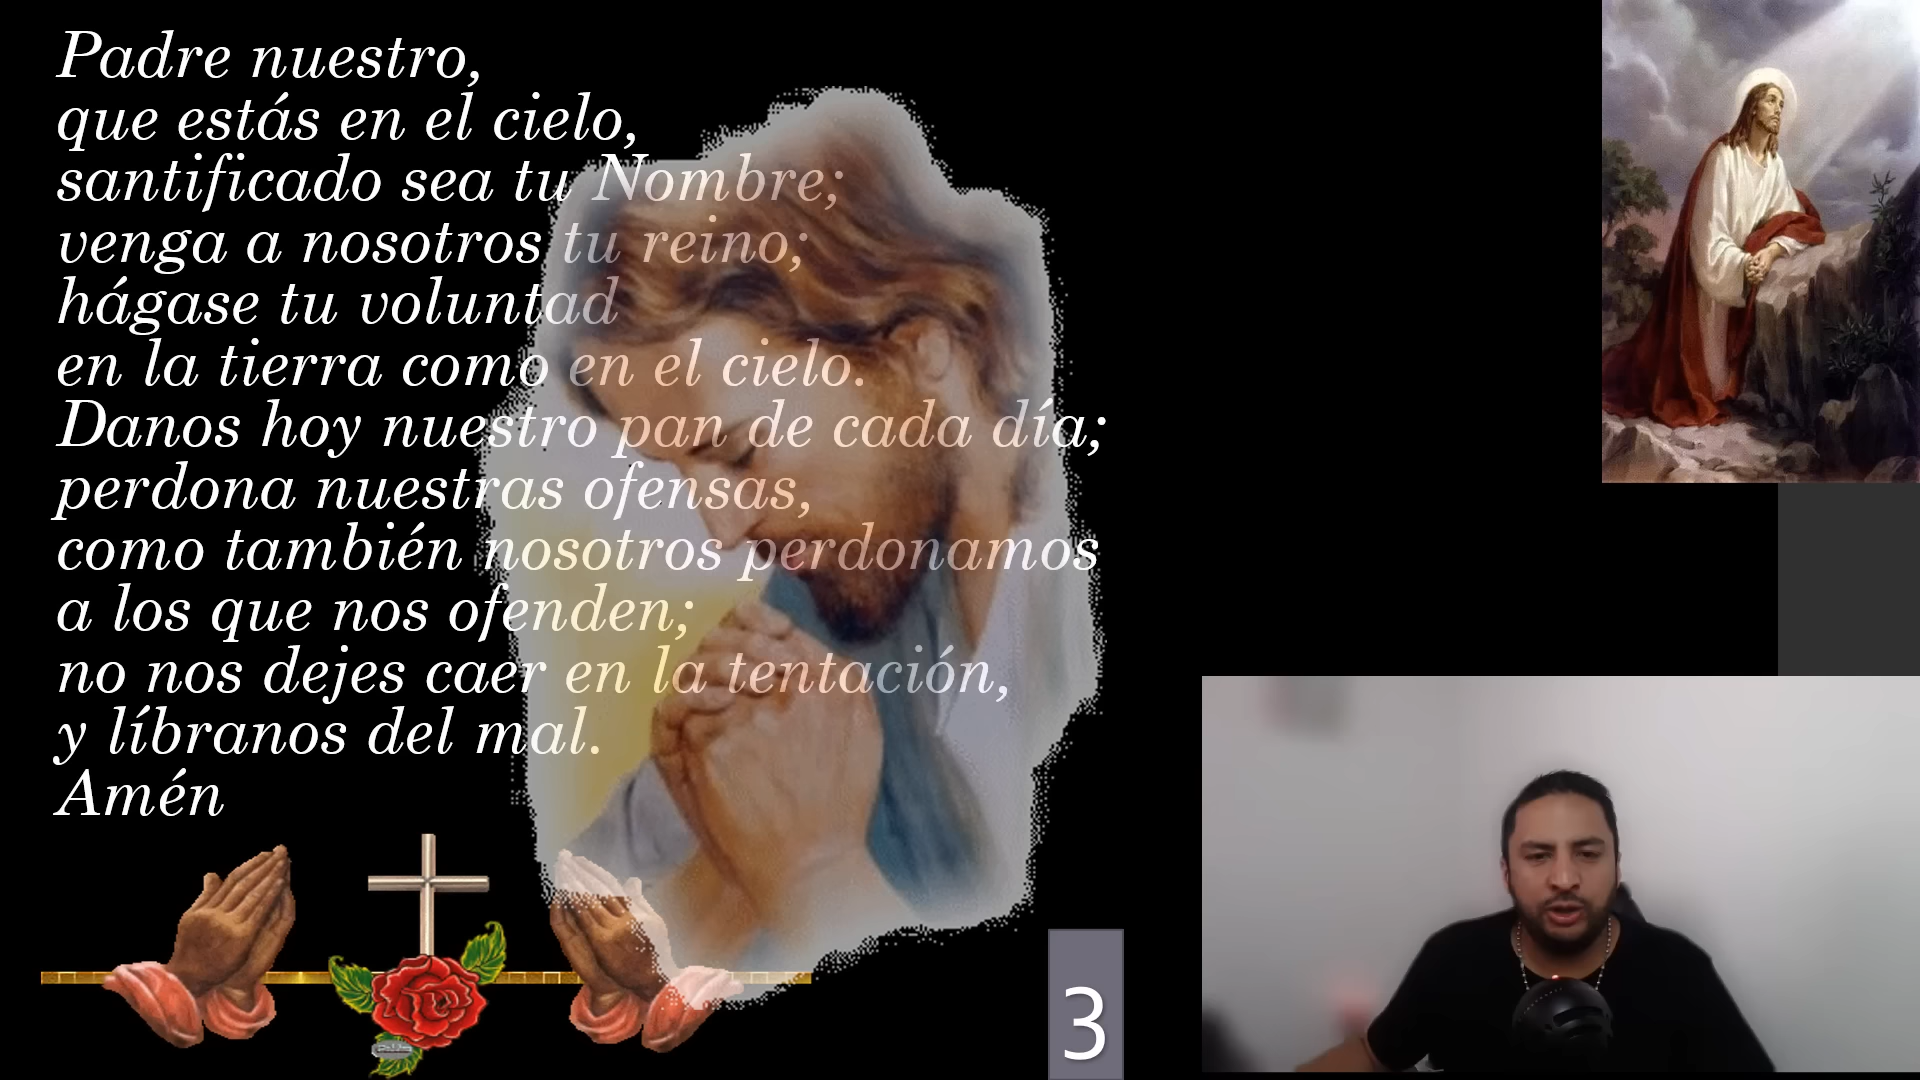 Padre nuestro,
que estás en el cielo,
santificado sea tu Nombre;
venga a nosotros tu reino;
hágase tu voluntad
en la tierra como en el cielo.
Danos hoy nuestro pan de cada día;
perdona nuestras ofensas,
como también nosotros perdonamos
a los que nos ofenden;
no nos dejes caer en la tentación,
y líbranos del mal.
Amén
3